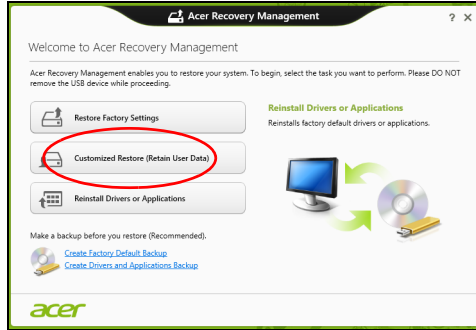 Acer Recovery Management
? X
Welcome to Acer Recovery Management
Acer Recovery Management enables you to restore your system. To begin, select the task you want to perform. Please DO NOT
remove the USB device while proceeding.
Restore Factory Settings
Customized Restore (Retain User Data)
Reinstall Drivers or Applications
Reinstall Drivers or Applications
Reinstalls factory default drivers or applications.
Make a backup before you restore (Recommended).
Create Factory Default Backup
Create Drivers and Applications Backup
acer